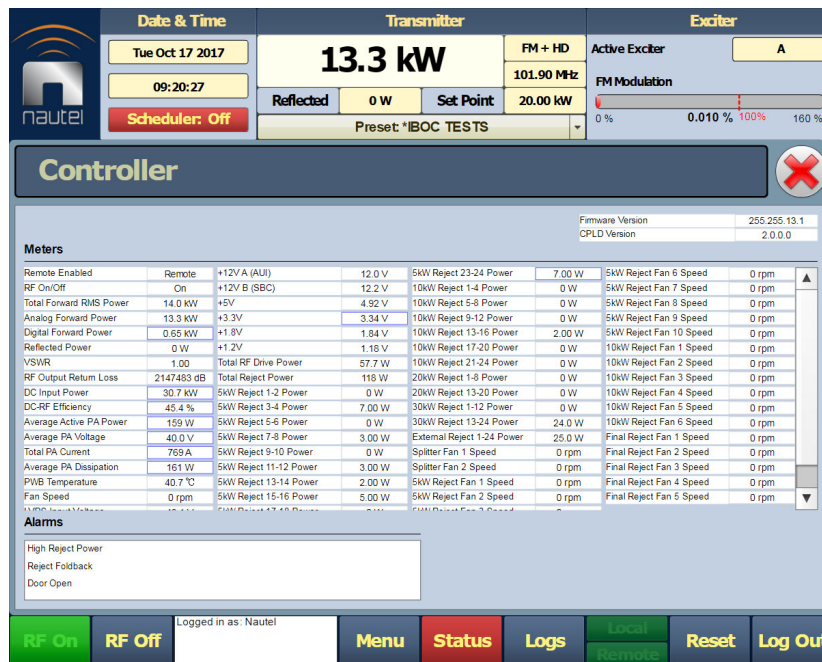 Date & Time
Transmitter
Exciter
nautel
Tue Oct 17 2017
09:20:27
Scheduler: Off
13.3 kW
FM + HD
101.90 MHz
Reflected 0 W Set Point 20.00 kW
Preset: *IBOC TESTS
Active Exciter A
FM Modulation
0 % 0.010 % 100% 160 %
Controller
Firmware Version 255.255.13.1
CPLD Version 2.0.0.0
Meters
Remote Enabled Remote +12V A (AUI) 12.0 V 5kW Reject 23-24 Power 7.00 W 5kW Reject Fan 6 Speed 0 rpm
RF On/Off On +12V B (SBC) 12.2 V 10kW Reject 1-4 Power 0 W 5kW Reject Fan 7 Speed 0 rpm
Total Forward RMS Power 14.0 kW +5V 4.92 V 10kW Reject 5-8 Power 0 W 5kW Reject Fan 8 Speed 0 rpm
Analog Forward Power 13.3 kW +3.3V 3.34 V 10kW Reject 9-12 Power 0 W 5kW Reject Fan 9 Speed 0 rpm
Digital Forward Power 0.65 kW +1.8V 1.84 V 10kW Reject 13-16 Power 2.00 W 5kW Reject Fan 10 Speed 0 rpm
Reflected Power 0 W +1.2V 1.18 V 10kW Reject 17-20 Power 0 W 10kW Reject Fan 1 Speed 0 rpm
VSWR 1.00 Total RF Drive Power 57.7 W 10kW Reject 21-24 Power 0 W 10kW Reject Fan 2 Speed 0 rpm
RF Output Return Loss 2147483 dB Total Reject Power 118 W 20kW Reject 1-8 Power 0 W 10kW Reject Fan 3 Speed 0 rpm
DC Input Power 30.7 kW 5kW Reject 1-2 Power 0 W 20kW Reject 13-20 Power 0 W 10kW Reject Fan 4 Speed 0 rpm
DC-RF Efficiency 45.4 % 5kW Reject 3-4 Power 7.00 W 30kW Reject 1-12 Power 0 W 10kW Reject Fan 5 Speed 0 rpm
Average Active PA Power 159 W 5kW Reject 5-6 Power 0 W 30kW Reject 13-24 Power 24.0 W 10kW Reject Fan 6 Speed 0 rpm
Average PA Voltage 40.0 V 5kW Reject 7-8 Power 3.00 W External Reject 1-24 Power 25.0 W Final Reject Fan 1 Speed 0 rpm
Total PA Current 769 A 5kW Reject 9-10 Power 0 W Splitter Fan 1 Speed 0 rpm Final Reject Fan 2 Speed 0 rpm
Average PA Dissipation 161 W 5kW Reject 11-12 Power 3.00 W Splitter Fan 2 Speed 0 rpm Final Reject Fan 3 Speed 0 rpm
PWB Temperature 40.7 °C 5kW Reject 13-14 Power 2.00 W 5kW Reject Fan 1 Speed 0 rpm Final Reject Fan 4 Speed 0 rpm
Fan Speed 0 rpm 5kW Reject 15-16 Power 5.00 W 5kW Reject Fan 2 Speed 0 rpm Final Reject Fan 5 Speed 0 rpm
Alarms
High Reject Power
Reject Foldback
Door Open
Logged in as: Nautel
RF On RF Off Menu Status Logs Local Remote Reset Log Out